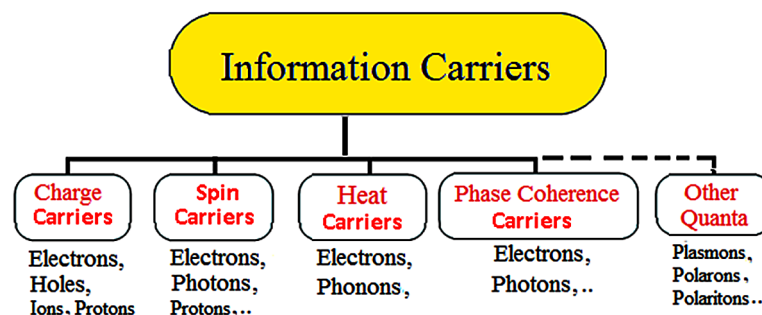 Information Carriers
Charge
Carriers
Electrons,
Holes,
Ions, Protons
Spin
Carriers
Electrons,
Photons,
Protons,..
Heat
Carriers
Electrons,
Phonons,
Phase Coherence
Carriers
Electrons,
Photons,..
Other
Quanta
Plasmons,
Polarons,
Polaritons..